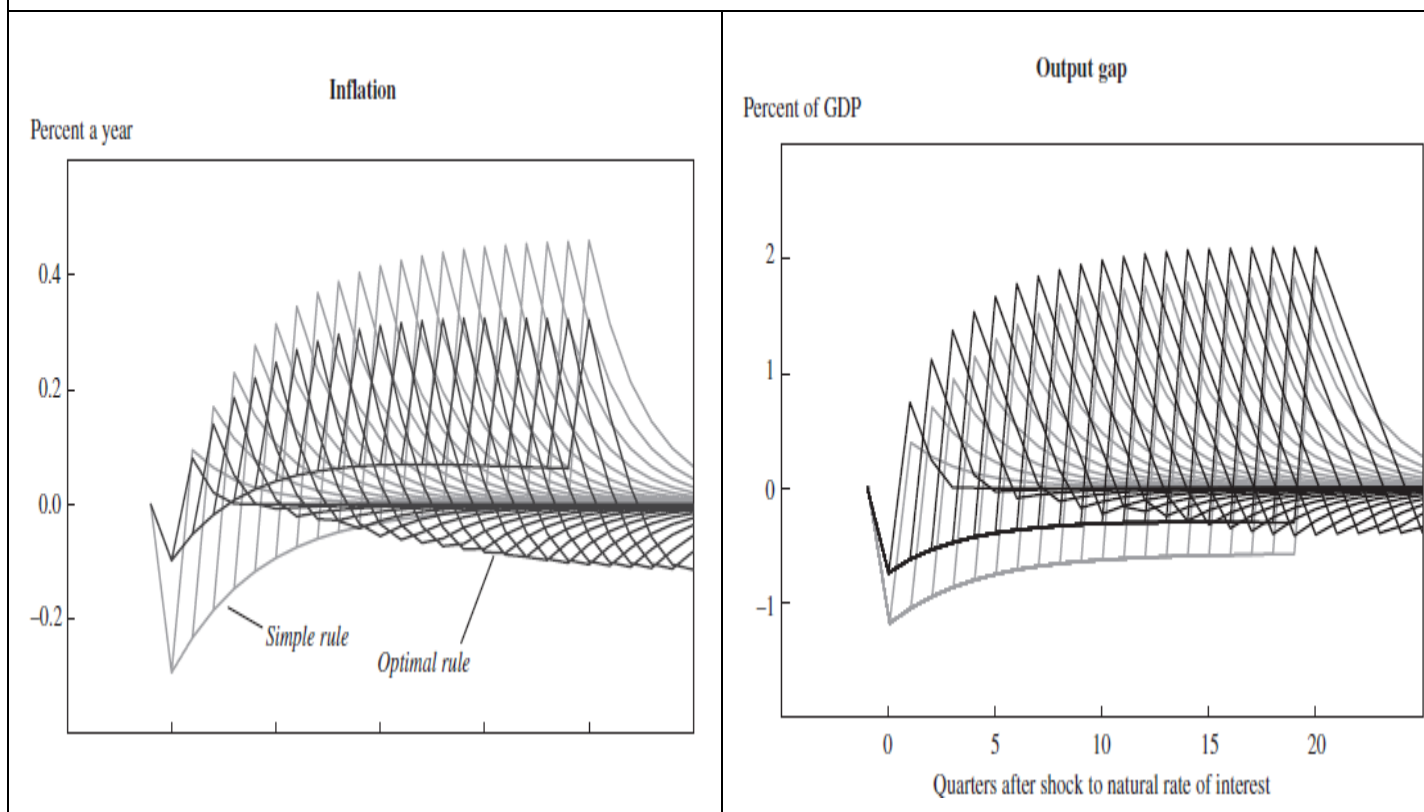 Inflation
Percent a year
0.4
0.2
0.0
–0.2
Simple rule
Optimal rule
Output gap
Percent of GDP
2
1
0
–1
0 5 10 15 20
Quarters after shock to natural rate of interest